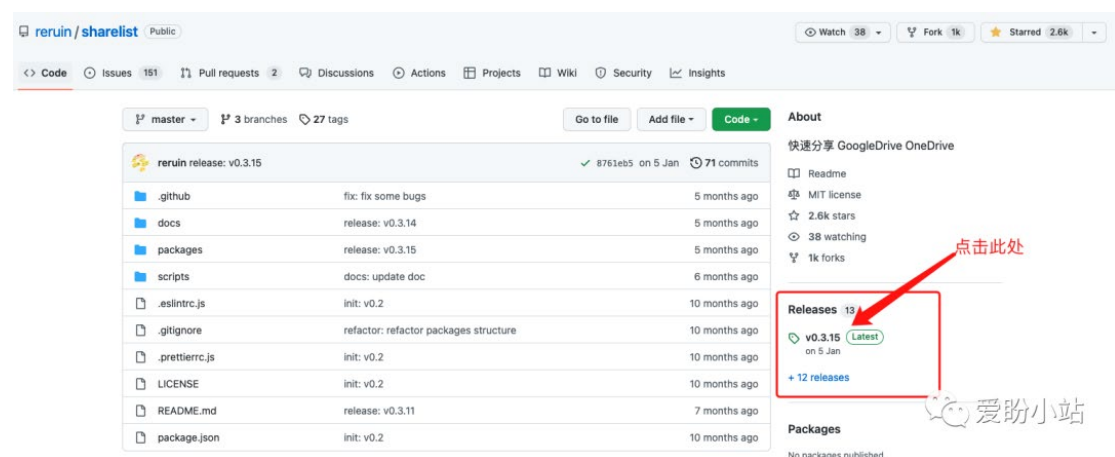 reruin / sharelist Public
Watch 38 Fork 1k Starred 2.6k
Code Issues 151 Pull requests 2 Discussions Actions Projects Wiki Security Insights
master 3 branches 27 tags Go to file Add file Code
reruin release: v0.3.15 8761eb5 on 5 Jan 71 commits
.github fix: fix some bugs 5 months ago
docs release: v0.3.14 5 months ago
packages release: v0.3.15 5 months ago
scripts docs: update doc 6 months ago
.eslintrc.js init: v0.2 10 months ago
.gitignore refactor: refactor packages structure 10 months ago
.prettierrc.js init: v0.2 10 months ago
LICENSE init: v0.2 10 months ago
README.md release: v0.3.11 7 months ago
package.json init: v0.2 10 months ago
About
快速分享 GoogleDrive OneDrive
Readme
MIT license
2.6k stars
38 watching
1k forks
点击此处
Releases 13
v0.3.15 Latest
on 5 Jan
+ 12 releases
爱盼小站
Packages
No packages published